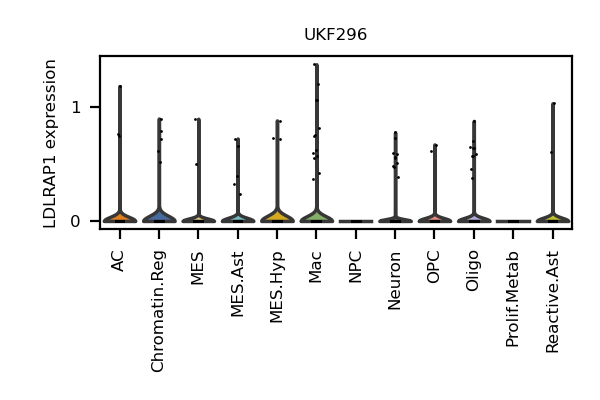 UKF296
LDLRAP1 expression
1
0
AC
Chromatin.Reg
MES
MES.Ast
MES.Hyp
Mac
NPC
Neuron
OPC
Oligo
Prolif.Metab
Reactive.Ast